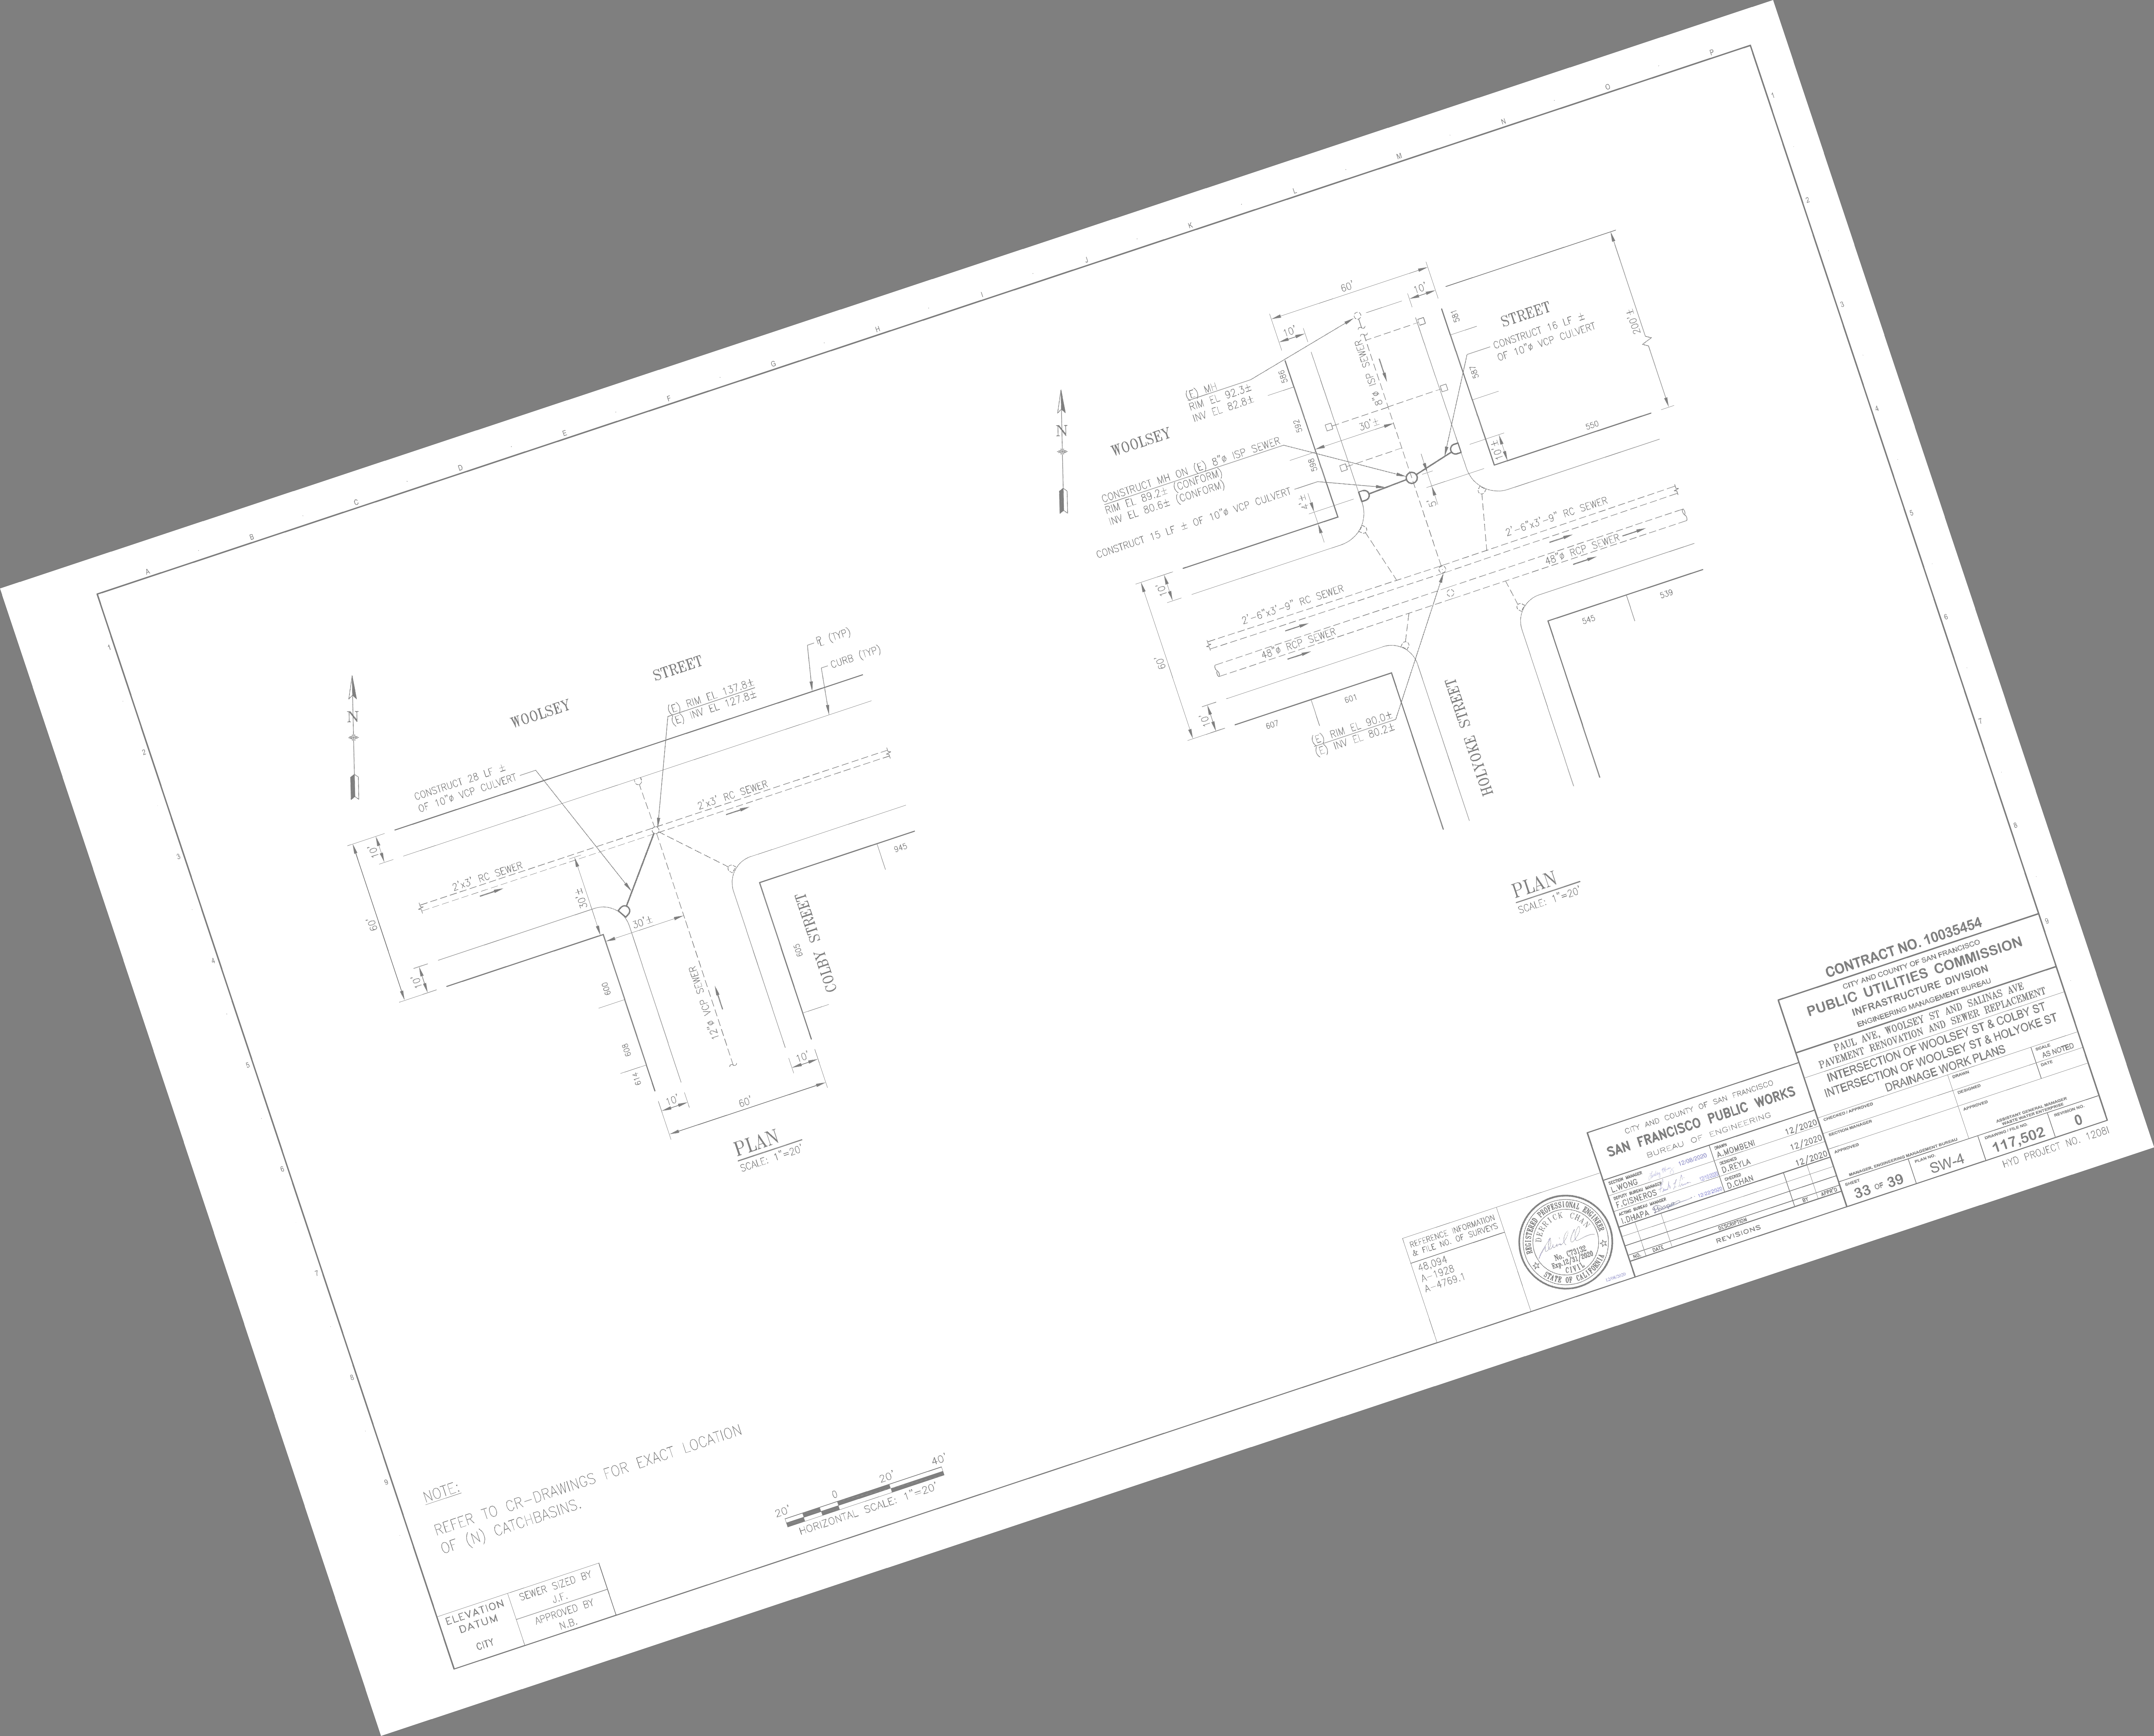 A
B
C
D
E
F
G
H
I
J
K
L
M
N
O
P
1
2
3
4
5
6
7
8
9
1
2
3
4
5
6
7
8
9
N
WOOLSEY
STREET
℄ (TYP)
CURB (TYP)
(E) RIM EL 137.8±
(E) INV EL 127.8±
CONSTRUCT 28 LF ±
OF 10"ø VCP CULVERT
2'x3' RC SEWER
2'x3' RC SEWER
10'
60'
10'
30'±
30'±
12"ø VCP SEWER
COLBY STREET
945
605
600
608
614
10'
10'
60'
PLAN
SCALE: 1"=20'
N
WOOLSEY
STREET
60'
10'
10'
200'±
(E) MH
RIM EL 92.3±
INV EL 82.8±
CONSTRUCT MH ON (E) 8"ø ISP SEWER
RIM EL 89.2± (CONFORM)
INV EL 80.6± (CONFORM)
CONSTRUCT 15 LF ± OF 10"ø VCP CULVERT
CONSTRUCT 16 LF ±
OF 10"ø VCP CULVERT
8"ø ISP SEWER
30'±
588
592
598
581
587
550
10'±
4'±
5'
2'-6"x3'-9" RC SEWER
48"ø RCP SEWER
2'-6"x3'-9" RC SEWER
48"ø RCP SEWER
10'
60'
10'
607
601
545
539
(E) RIM EL 90.0±
(E) INV EL 80.2±
HOLYOKE STREET
PLAN
SCALE: 1"=20'
NOTE:
REFER TO CR-DRAWINGS FOR EXACT LOCATION
OF (N) CATCHBASINS.
20' 0 20' 40'
HORIZONTAL SCALE: 1"=20'
ELEVATION
DATUM
CITY
SEWER SIZED BY
J.F.
APPROVED BY
N.B.
REFERENCE INFORMATION
& FILE NO. OF SURVEYS
48,094
A-1928
A-4769.1
REGISTERED PROFESSIONAL ENGINEER
DERRICK CHAN
No. C73132
Exp. 12/31/2020
CIVIL
STATE OF CALIFORNIA
CITY AND COUNTY OF SAN FRANCISCO
SAN FRANCISCO PUBLIC WORKS
BUREAU OF ENGINEERING
SECTION MANAGER
L.WONG 12/08/2020
DEPUTY BUREAU MANAGER
F.CISNEROS
ACTING BUREAU MANAGER
I.DHAPA
DRAWN
A.MOMBENI 12/2020
DESIGNED
D.REYLA 12/2020
CHECKED
D.CHAN 12/2020
NO. DATE DESCRIPTION BY APP'D
REVISIONS
CONTRACT NO. 10035454
CITY AND COUNTY OF SAN FRANCISCO
PUBLIC UTILITIES COMMISSION
INFRASTRUCTURE DIVISION
ENGINEERING MANAGEMENT BUREAU
PAUL AVE, WOOLSEY ST AND SALINAS AVE
PAVEMENT RENOVATION AND SEWER REPLACEMENT
INTERSECTION OF WOOLSEY ST & COLBY ST
INTERSECTION OF WOOLSEY ST & HOLYOKE ST
DRAINAGE WORK PLANS
CHECKED / APPROVED
DRAWN
SCALE
AS NOTED
SECTION MANAGER
DESIGNED
DATE
APPROVED
APPROVED
MANAGER, ENGINEERING MANAGEMENT BUREAU
ASSISTANT GENERAL MANAGER
WASTE WATER ENTERPRISE
SHEET
33 OF 39
PLAN NO.
SW-4
DRAWING / FILE NO.
117,502
REVISION NO.
0
HYD PROJECT NO. 1208I